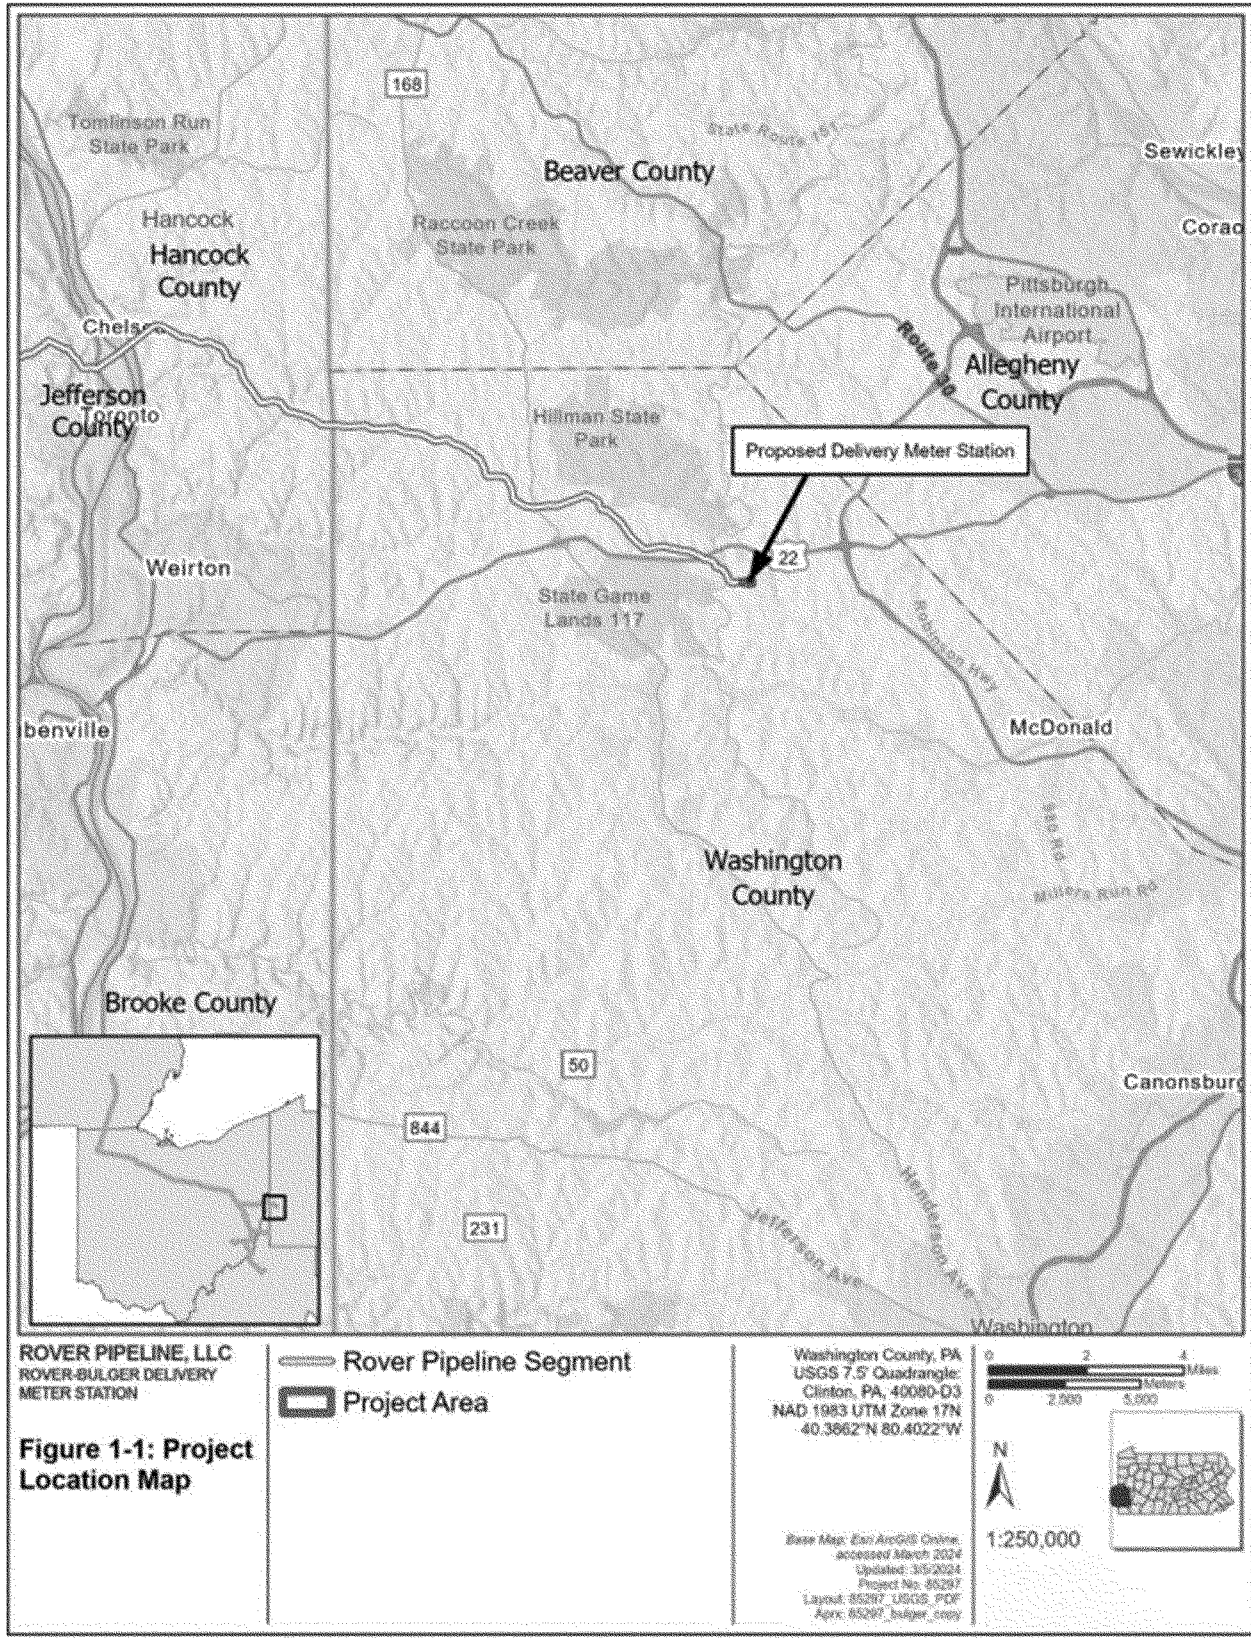 168
Tomlinson Run
State Park
State Route 151
Sewickley
Beaver County
Hancock
Raccoon Creek
State Park
Corao
Hancock
County
Pittsburgh
International
Airport
Chelsea
Route 30
Allegheny
County
Jefferson
County
Toronto
Hillman State
Park
Proposed Delivery Meter Station
22
Weirton
State Game
Lands 117
Robinson Hwy
benville
McDonald
980 Rd
Washington
County
Millers Run Rd
Brooke County
50
Canonsburg
844
Henderson Ave
231
Jefferson Ave
Washington
ROVER PIPELINE, LLC
ROVER-BULGER DELIVERY
METER STATION
Figure 1-1: Project
Location Map
Rover Pipeline Segment
Project Area
Washington County, PA
USGS 7.5' Quadrangle:
Clinton, PA, 40080-D3
NAD 1983 UTM Zone 17N
40.3862°N 80.4022°W
Base Map: Esri ArcGIS Online,
accessed March 2024
Updated: 3/5/2024
Project No. 85297
Layout: 85297_USGS_PDF
Aprx: 85297_bulger_copy
0 2 4
Miles
Meters
0 2,500 5,000
N
1:250,000